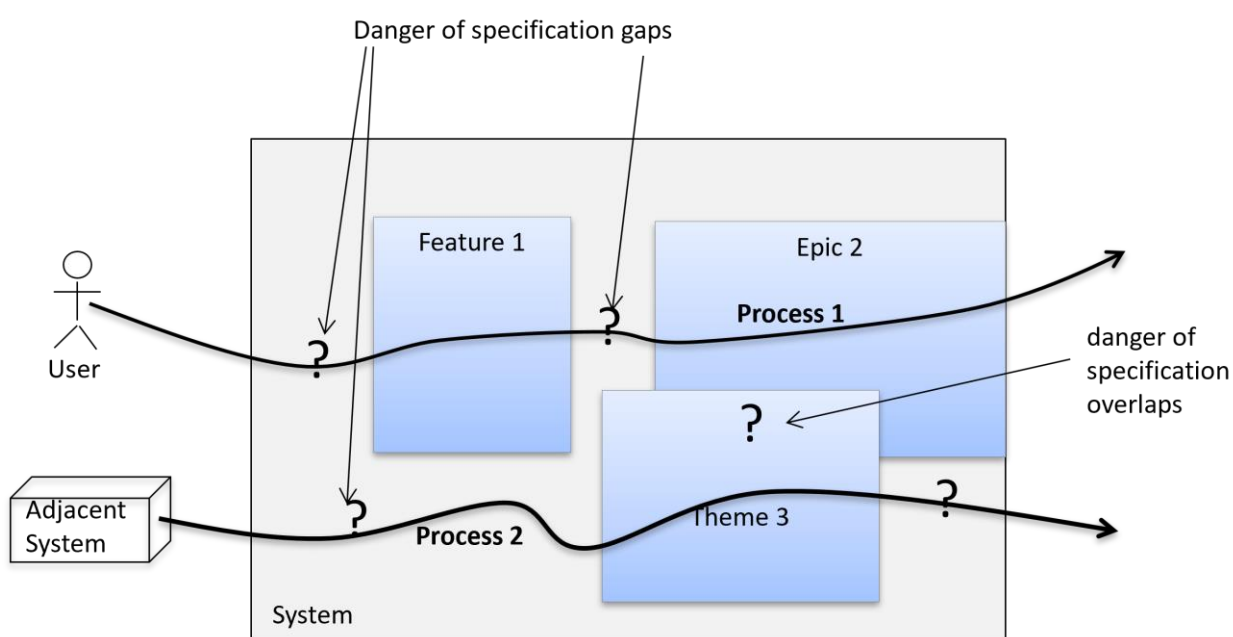 Danger of specification gaps
Feature 1
Epic 2
?
Process 1
?
User
danger of
specification
overlaps
?
Adjacent
System
?
Process 2
Theme 3
?
System